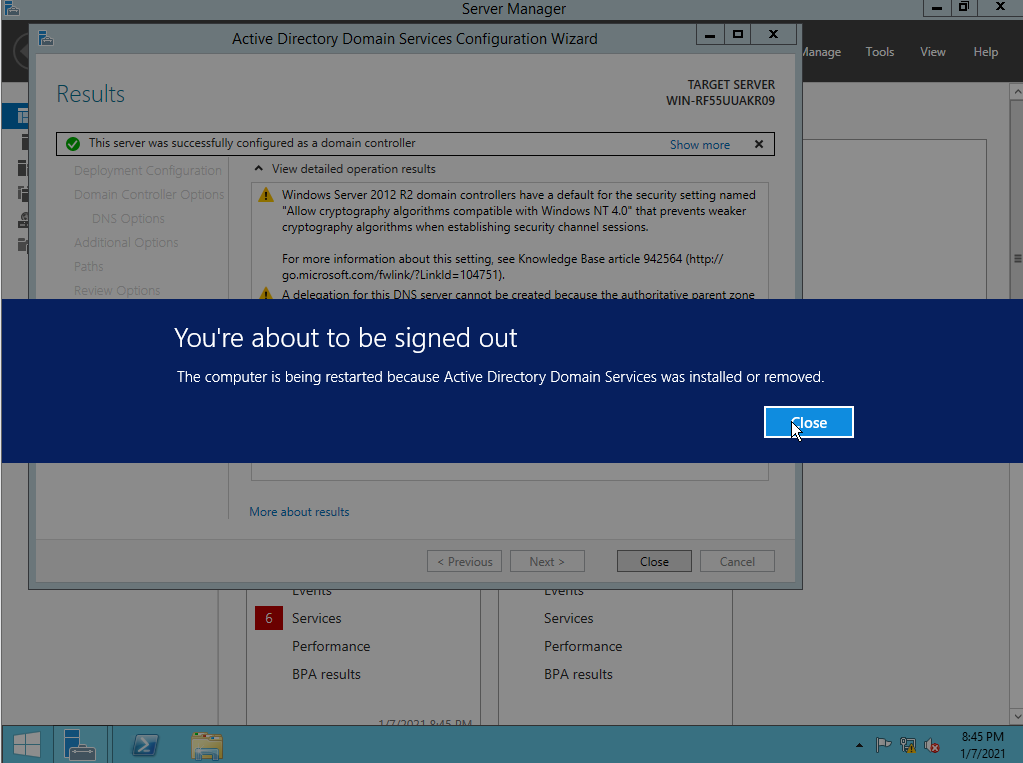 Server Manager
Active Directory Domain Services Configuration Wizard
Manage Tools View Help
Results
TARGET SERVER
WIN-RF55UUAKR09
This server was successfully configured as a domain controller
Show more
Deployment Configuration
Domain Controller Options
DNS Options
Additional Options
Paths
Review Options
View detailed operation results
Windows Server 2012 R2 domain controllers have a default for the security setting named
"Allow cryptography algorithms compatible with Windows NT 4.0" that prevents weaker
cryptography algorithms when establishing security channel sessions.
For more information about this setting, see Knowledge Base article 942564 (http://
go.microsoft.com/fwlink/?LinkId=104751).
A delegation for this DNS server cannot be created because the authoritative parent zone
You're about to be signed out
The computer is being restarted because Active Directory Domain Services was installed or removed.
Close
More about results
< Previous Next > Close Cancel
Events Events
6 Services Services
Performance Performance
BPA results BPA results
1/7/2021 8:45 PM
8:45 PM
1/7/2021